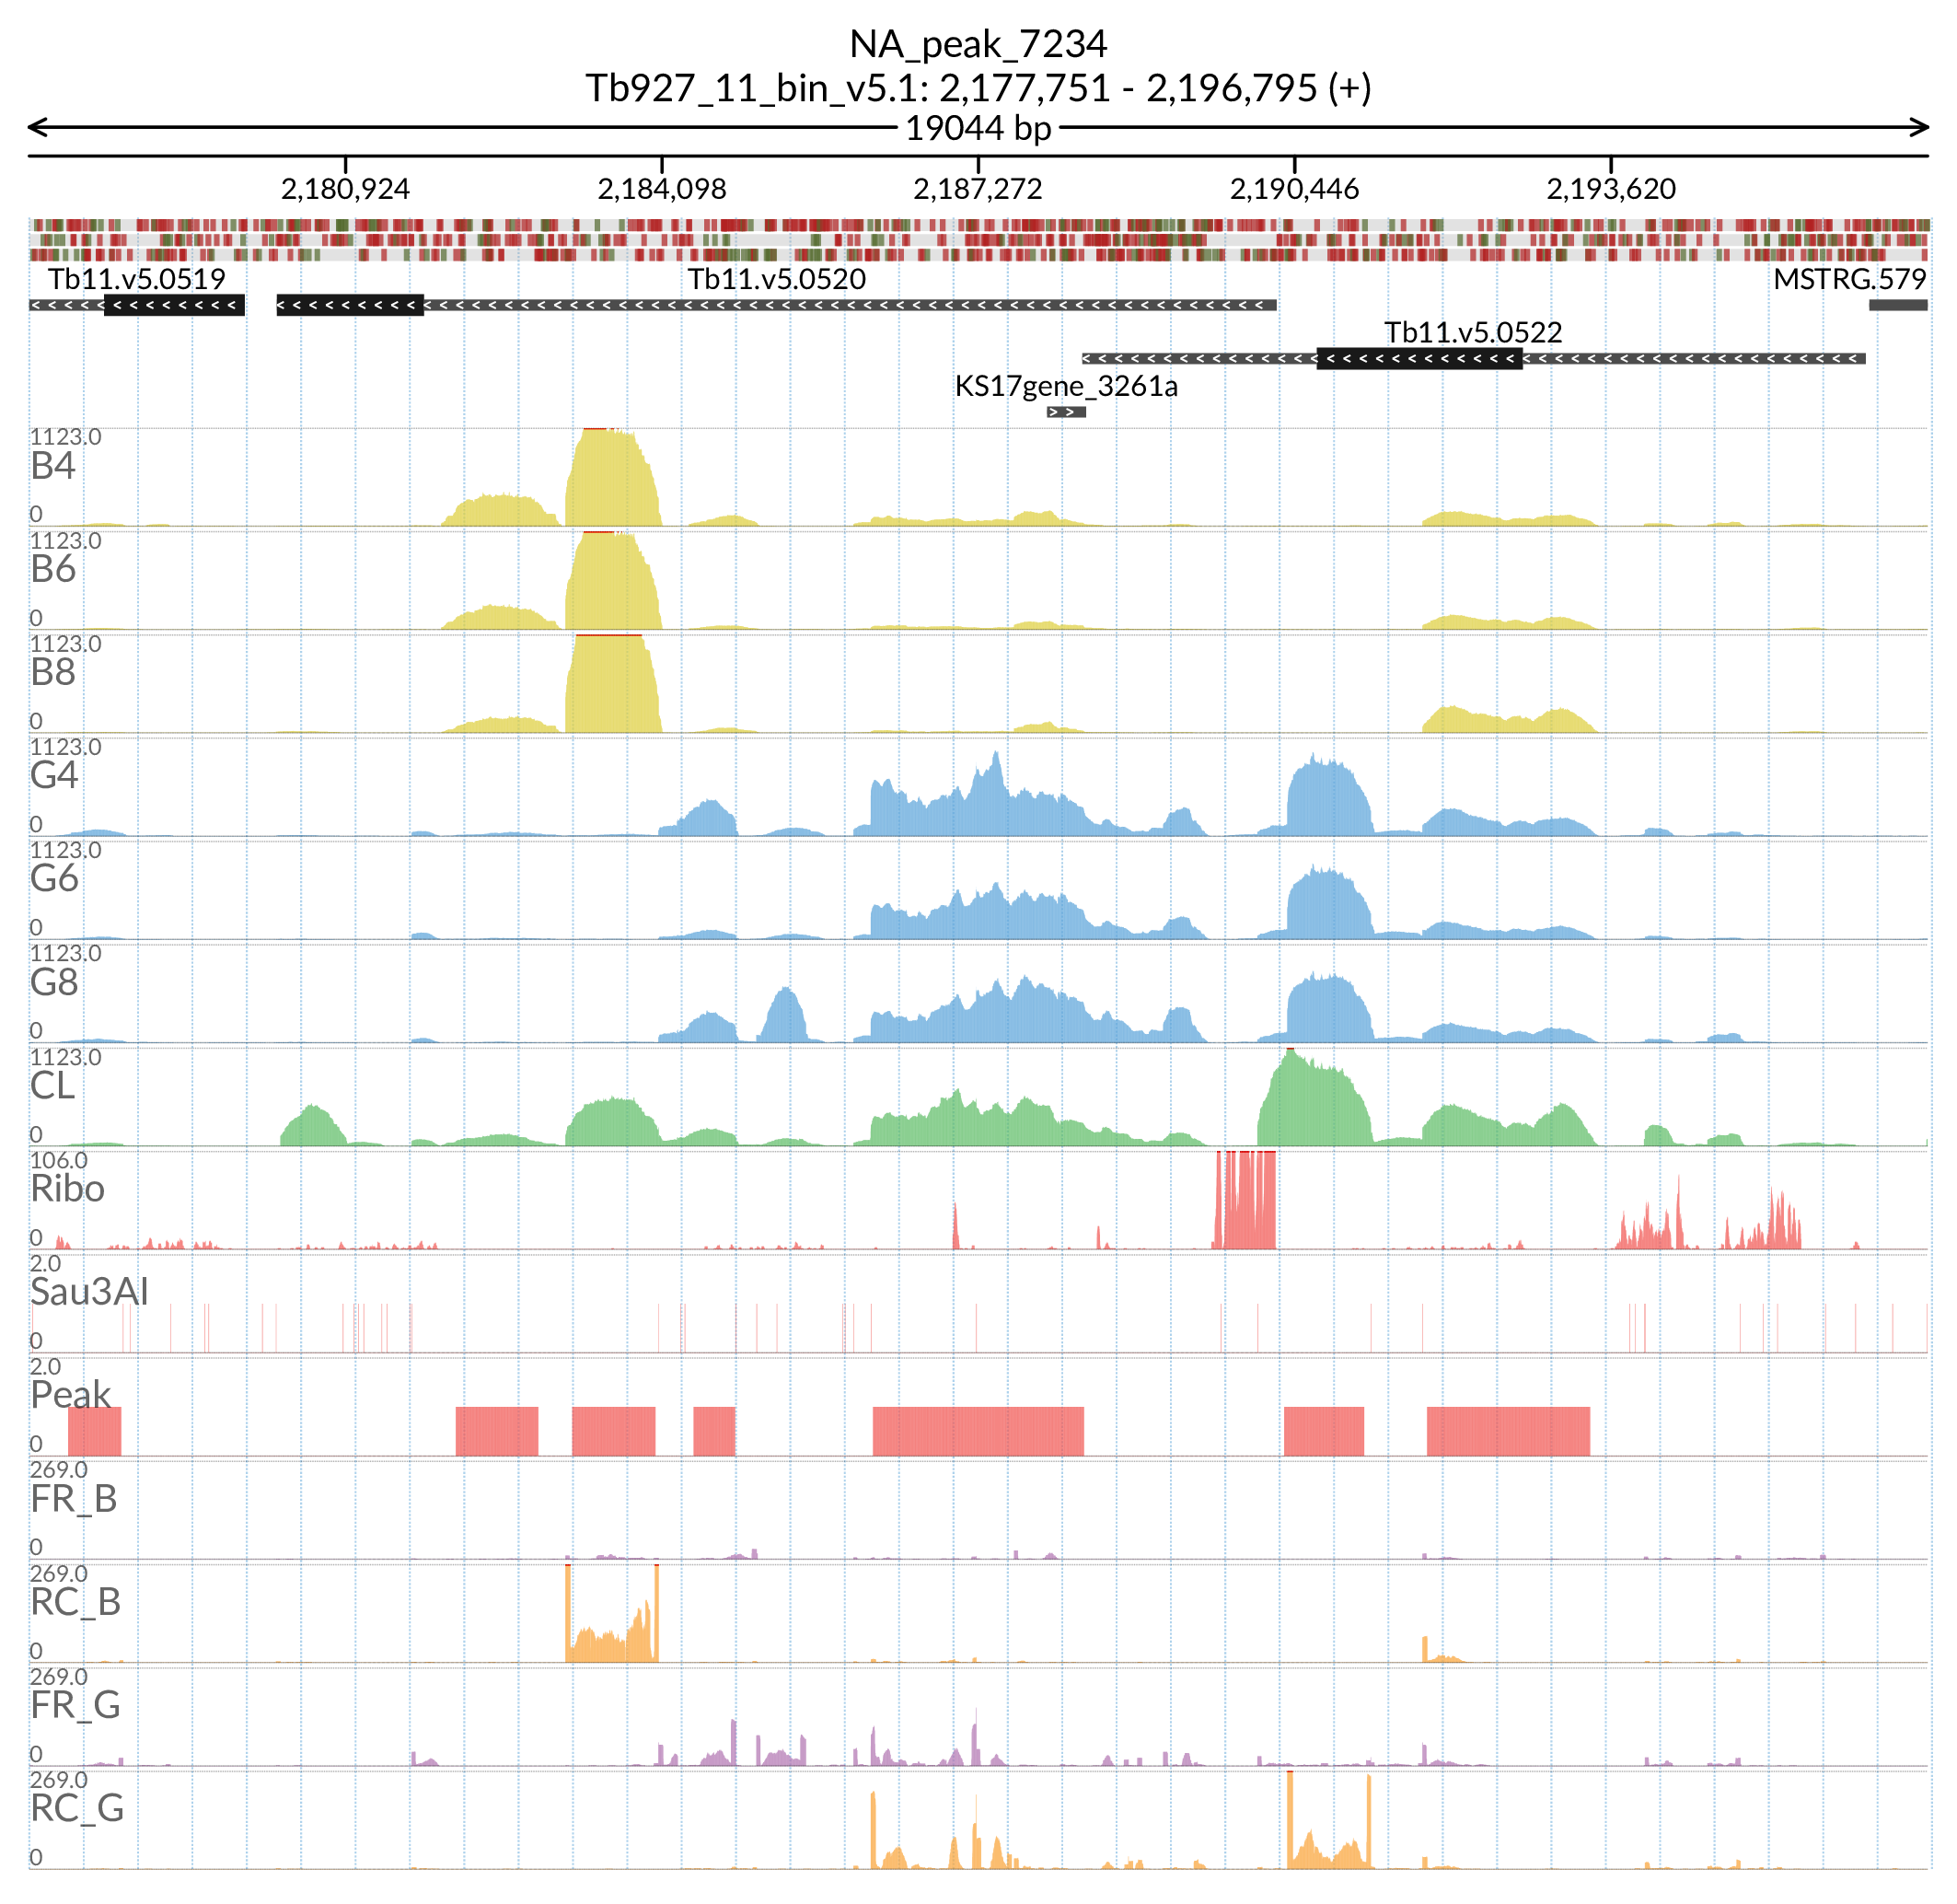 NA_peak_7234
Tb927_11_bin_v5.1: 2,177,751 - 2,196,795 (+)
19044 bp
2,180,924 2,184,098 2,187,272 2,190,446 2,193,620
Tb11.v5.0519 Tb11.v5.0520 MSTRG.579
Tb11.v5.0522
KS17gene_3261a
1123.0
B4
0
1123.0
B6
0
1123.0
B8
0
1123.0
G4
0
1123.0
G6
0
1123.0
G8
0
1123.0
CL
0
106.0
Ribo
0
2.0
Sau3AI
0
2.0
Peak
0
269.0
FR_B
0
269.0
RC_B
0
269.0
FR_G
0
269.0
RC_G
0